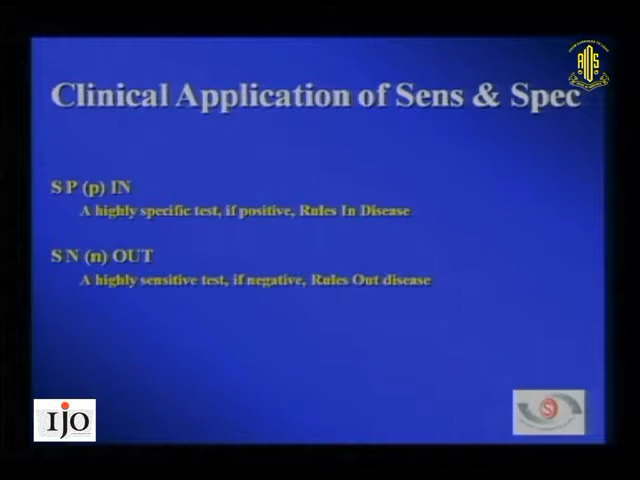 Clinical Application of Sens & Spec
S P (p) IN
A highly specific test, if positive, Rules In Disease
S N (n) OUT
A highly sensitive test, if negative, Rules Out disease
IJO
AIOS
S